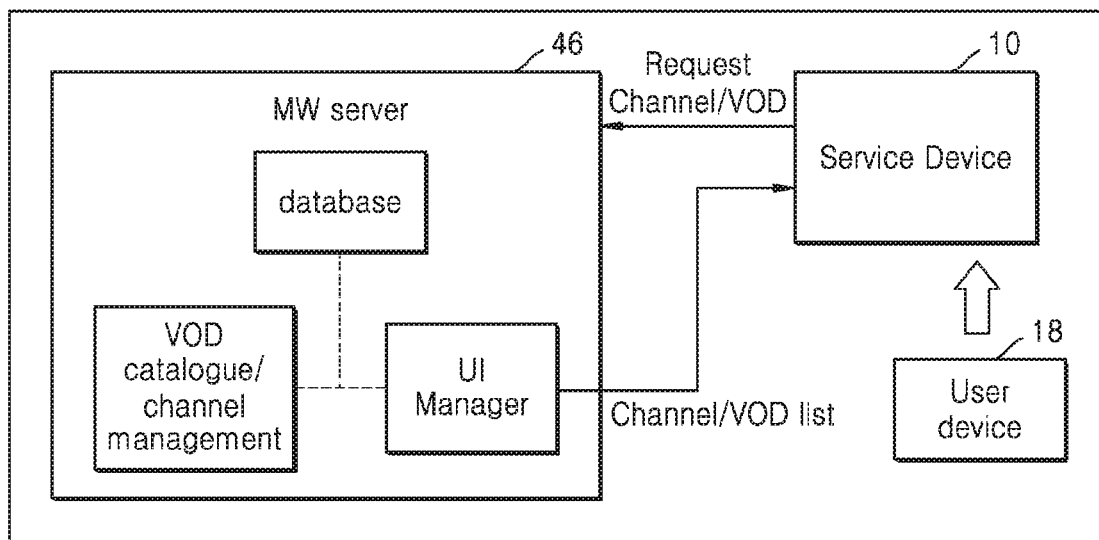 46
10
MW server
Request
Channel/VOD
Service Device
database
VOD
catalogue/
channel
management
UI
Manager
Channel/VOD list
18
User
device